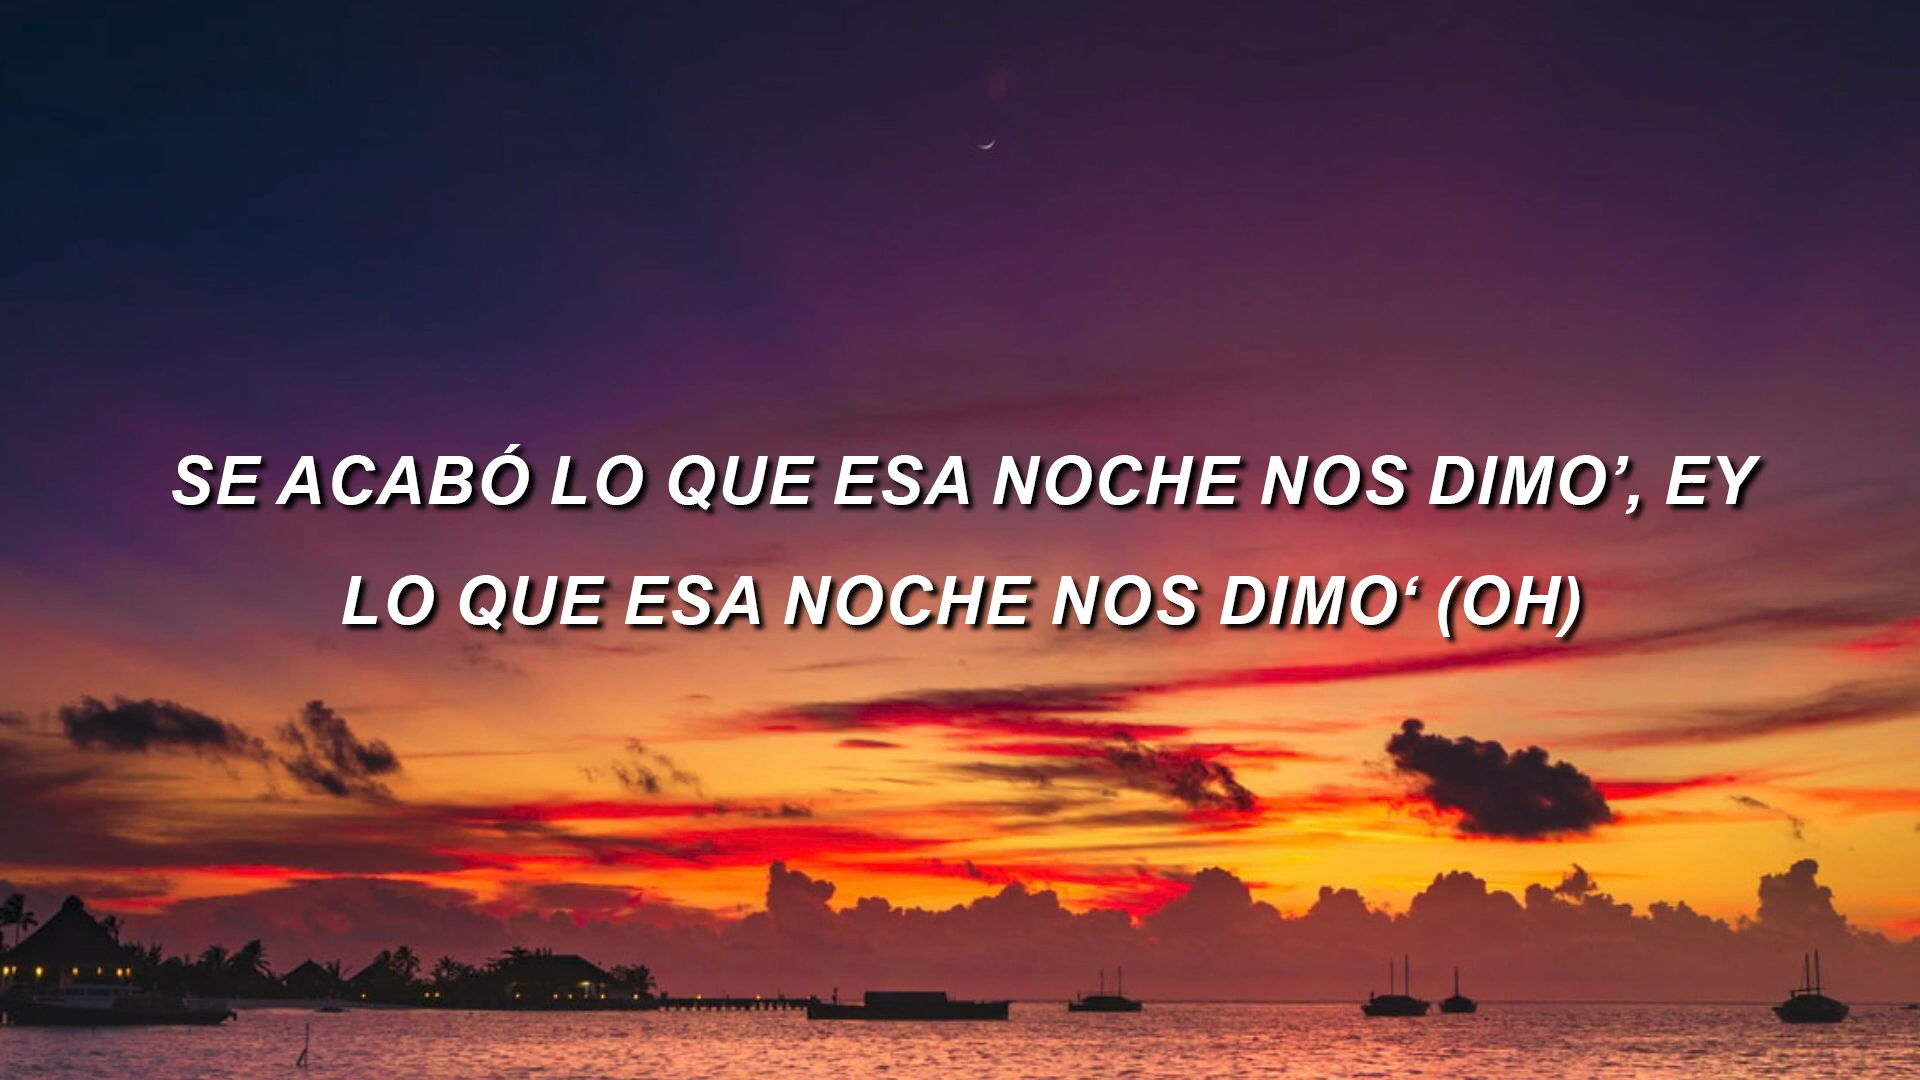 SE ACABÓ LO QUE ESA NOCHE NOS DIMO’, EY
LO QUE ESA NOCHE NOS DIMO‘ (OH)